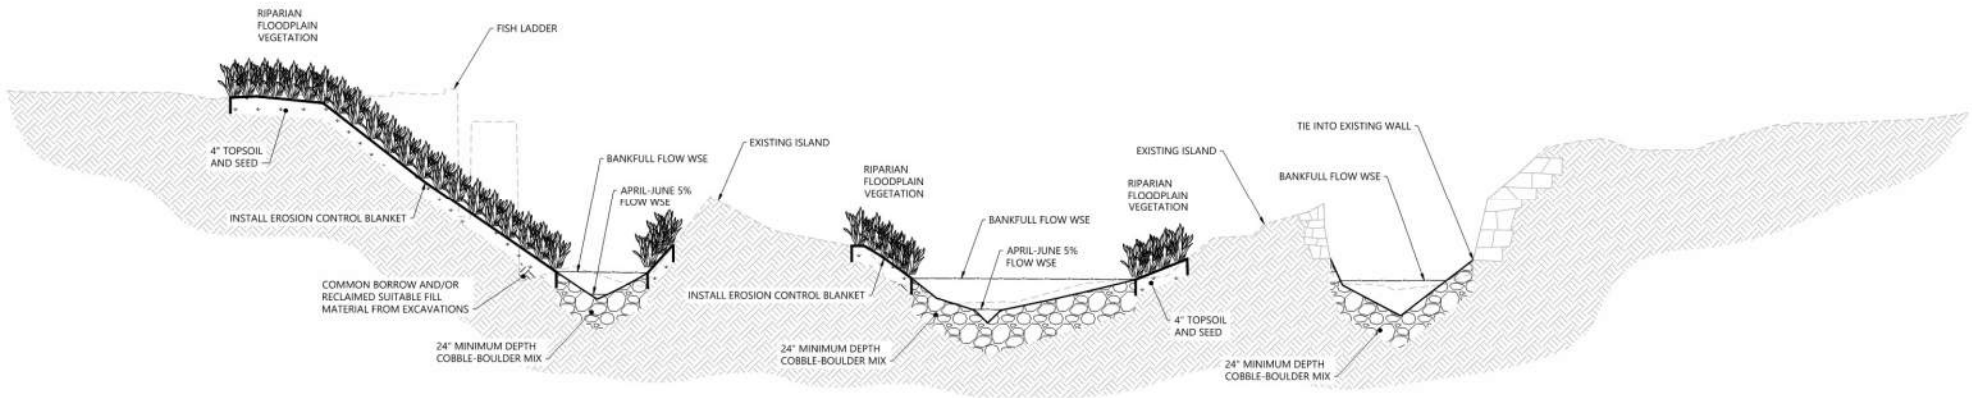 RIPARIAN
FLOODPLAIN
VEGETATION
FISH LADDER
4" TOPSOIL
AND SEED
INSTALL EROSION CONTROL BLANKET
COMMON BORROW AND/OR
RECLAIMED SUITABLE FILL
MATERIAL FROM EXCAVATIONS
BANKFULL FLOW WSE
APRIL-JUNE 5%
FLOW WSE
24" MINIMUM DEPTH
COBBLE-BOULDER MIX
EXISTING ISLAND
RIPARIAN
FLOODPLAIN
VEGETATION
INSTALL EROSION CONTROL BLANKET
BANKFULL FLOW WSE
APRIL-JUNE 5%
FLOW WSE
24" MINIMUM DEPTH
COBBLE-BOULDER MIX
RIPARIAN
FLOODPLAIN
VEGETATION
4" TOPSOIL
AND SEED
EXISTING ISLAND
TIE INTO EXISTING WALL
BANKFULL FLOW WSE
24" MINIMUM DEPTH
COBBLE-BOULDER MIX